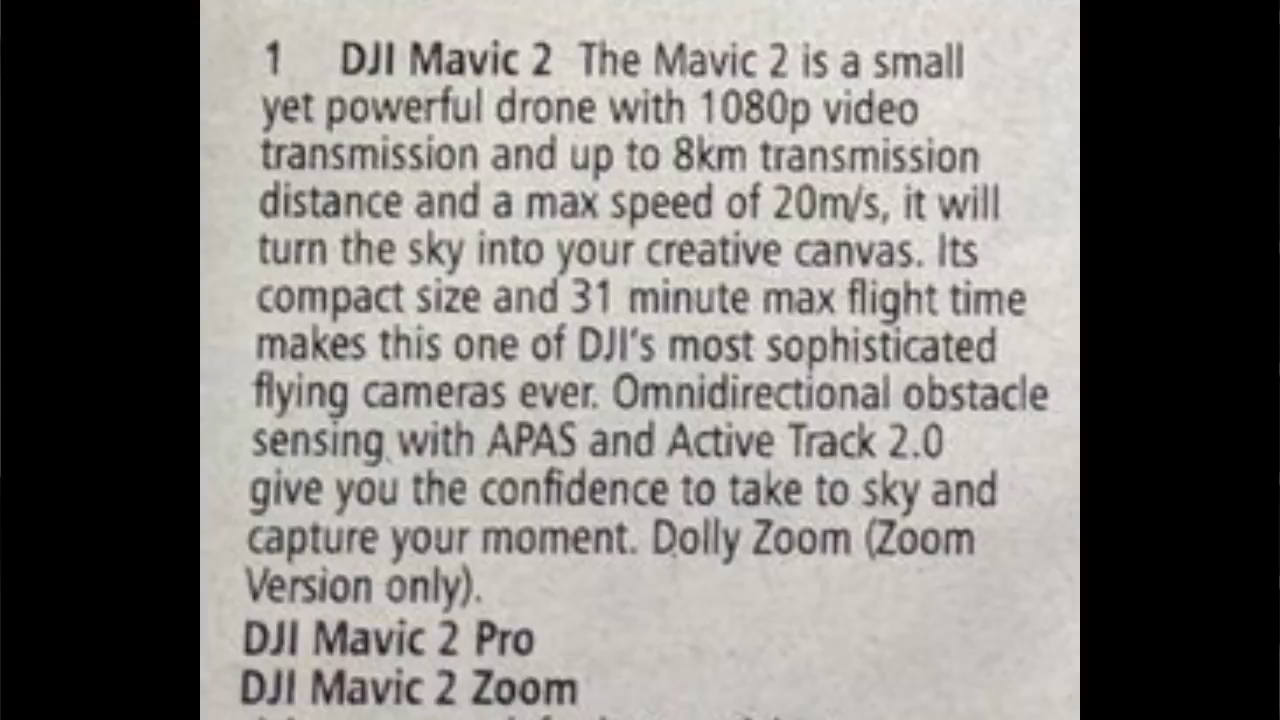 1 DJI Mavic 2 The Mavic 2 is a small
yet powerful drone with 1080p video
transmission and up to 8km transmission
distance and a max speed of 20m/s, it will
turn the sky into your creative canvas. Its
compact size and 31 minute max flight time
makes this one of DJI's most sophisticated
flying cameras ever. Omnidirectional obstacle
sensing with APAS and Active Track 2.0
give you the confidence to take to sky and
capture your moment. Dolly Zoom (Zoom
Version only).
DJI Mavic 2 Pro
DJI Mavic 2 Zoom